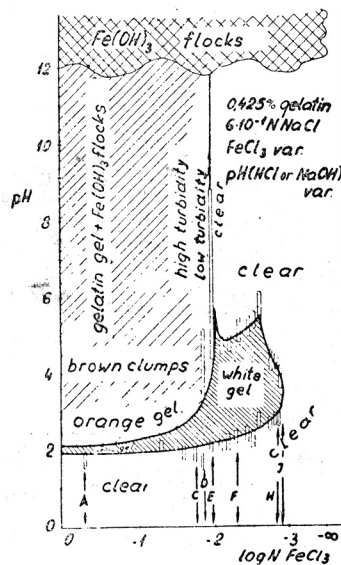 Fe(OH)3 flocks
12
10
8
6
4
2
0
pH
0,425% gelatin
6·10⁻¹ N NaCl
FeCl3 var.
pH(HCl or NaOH)
var.
gelatin gel + Fe(OH)3 flocks
high turbidity
low turbidity
clear
clear
brown clumps
white
gel
orange gel.
clear
clear
A
C
D
E
F
H
J
0
-1
-2
-3
-∞
log N FeCl3